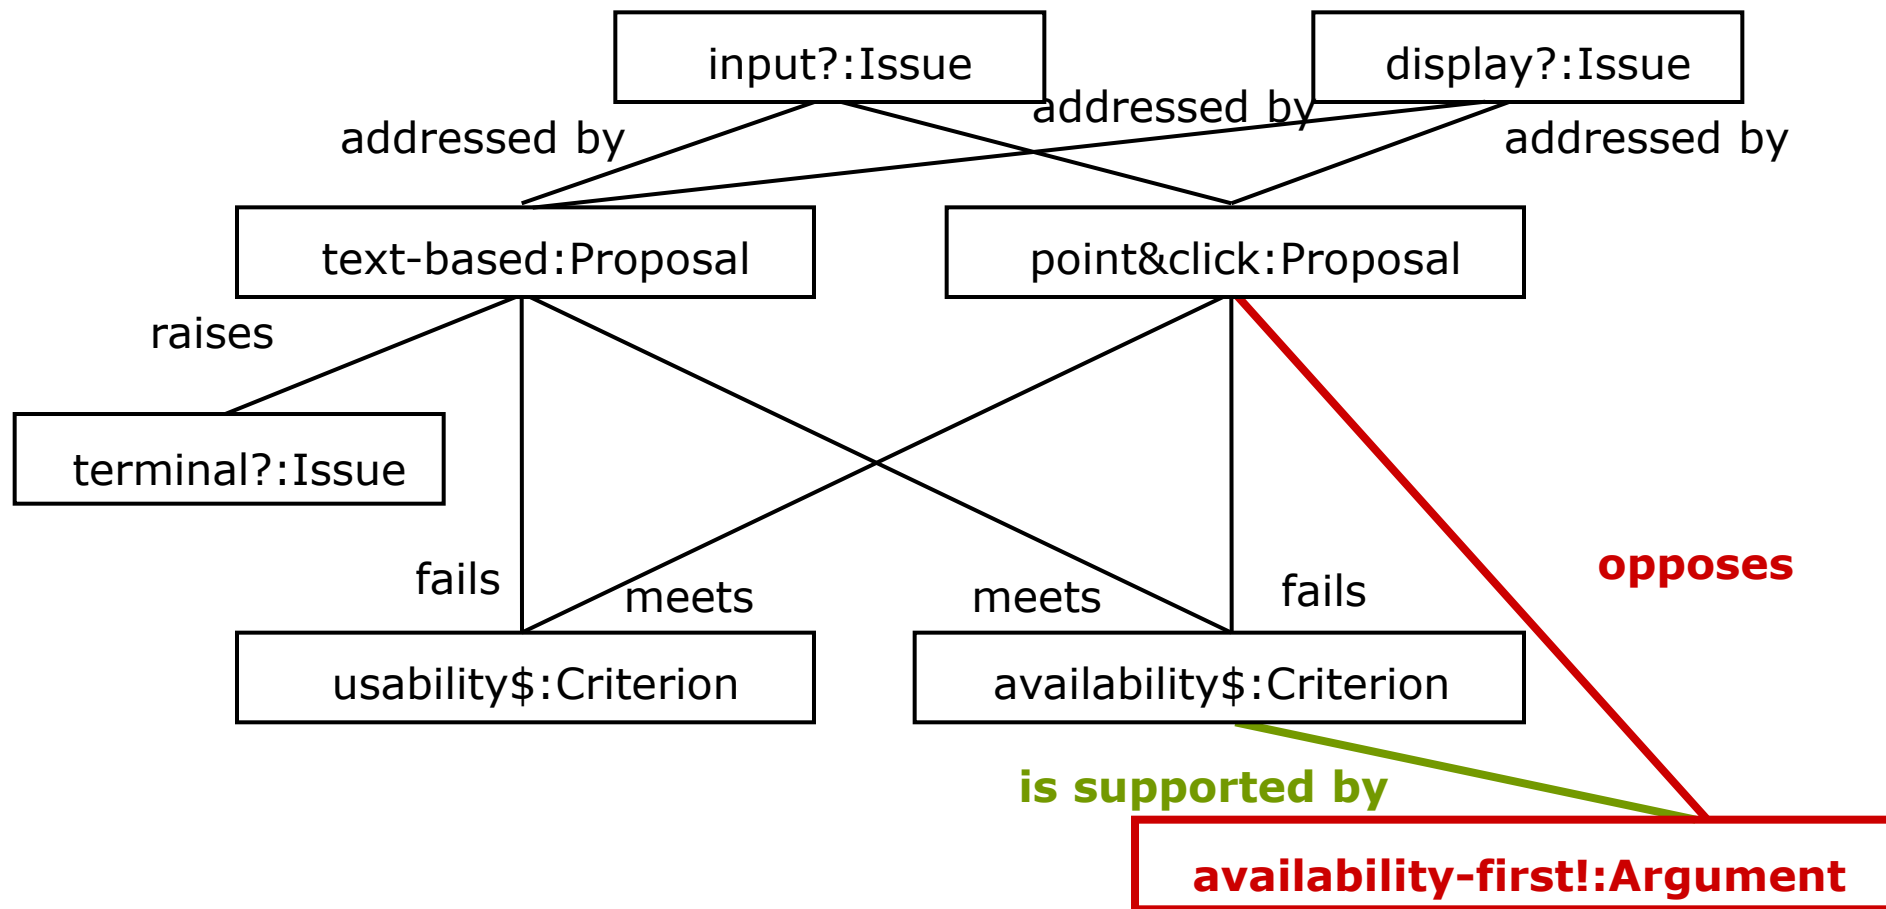 input?:Issue
display?:Issue
addressed by
addressed by
addressed by
text-based:Proposal
point&click:Proposal
raises
terminal?:Issue
opposes
fails
meets
meets
fails
usability$:Criterion
availability$:Criterion
is supported by
availability-first!:Argument